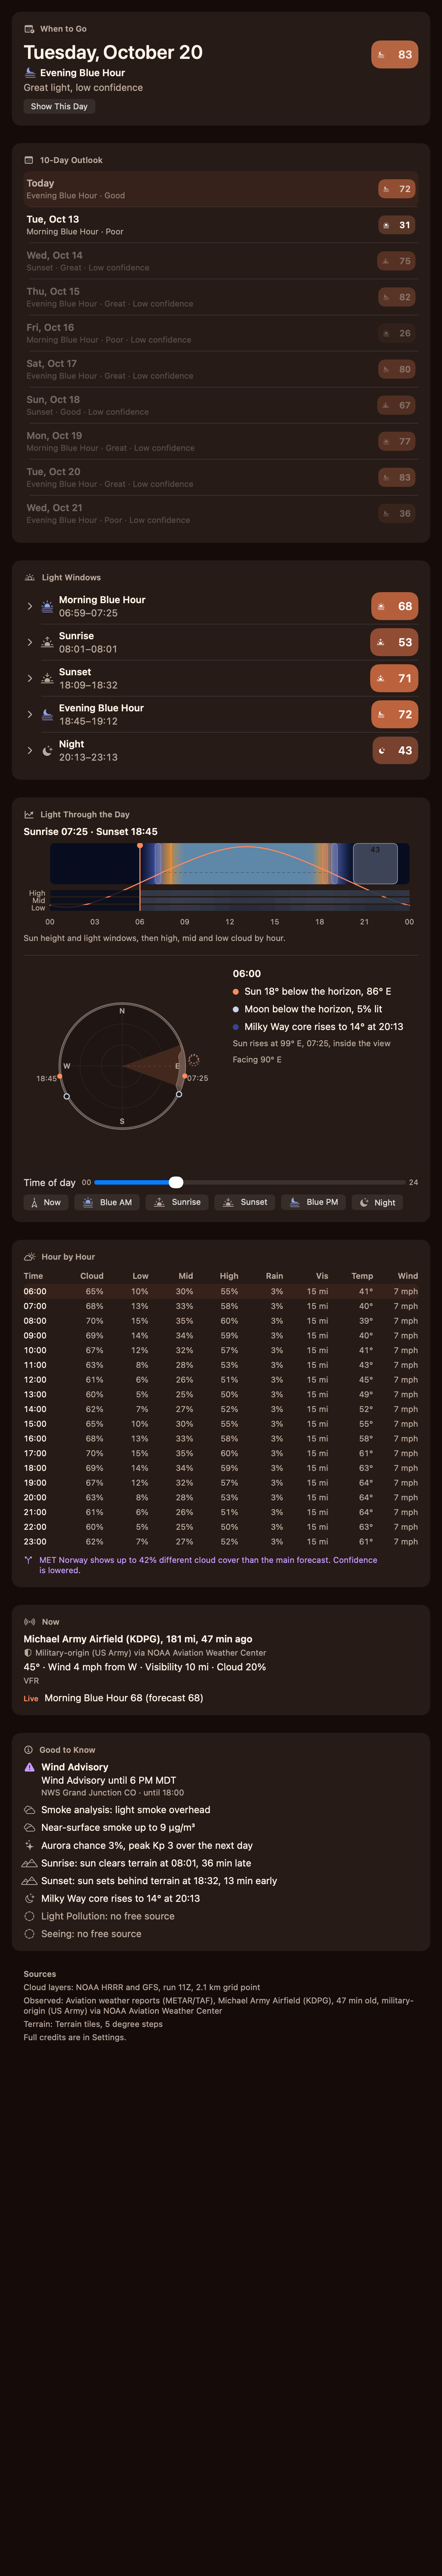 When to Go
Tuesday, October 20
83
Evening Blue Hour
Great light, low confidence
Show This Day
10-Day Outlook
Today
Evening Blue Hour · Good
72
Tue, Oct 13
Morning Blue Hour · Poor
31
Wed, Oct 14
Sunset · Great · Low confidence
75
Thu, Oct 15
Evening Blue Hour · Great · Low confidence
82
Fri, Oct 16
Morning Blue Hour · Poor · Low confidence
26
Sat, Oct 17
Evening Blue Hour · Great · Low confidence
80
Sun, Oct 18
Sunset · Good · Low confidence
67
Mon, Oct 19
Morning Blue Hour · Great · Low confidence
77
Tue, Oct 20
Evening Blue Hour · Great · Low confidence
83
Wed, Oct 21
Evening Blue Hour · Poor · Low confidence
36
Light Windows
Morning Blue Hour
06:59–07:25
68
Sunrise
08:01–08:01
53
Sunset
18:09–18:32
71
Evening Blue Hour
18:45–19:12
72
Night
20:13–23:13
43
Light Through the Day
Sunrise 07:25 · Sunset 18:45
43
High
Mid
Low
00 03 06 09 12 15 18 21 00
Sun height and light windows, then high, mid and low cloud by hour.
06:00
Sun 18° below the horizon, 86° E
Moon below the horizon, 5% lit
Milky Way core rises to 14° at 20:13
Sun rises at 99° E, 07:25, inside the view
Facing 90° E
N
W
E
18:45
07:25
S
Time of day 00 24
Now Blue AM Sunrise Sunset Blue PM Night
Hour by Hour
Time Cloud Low Mid High Rain Vis Temp Wind
06:00 65% 10% 30% 55% 3% 15 mi 41° 7 mph
07:00 68% 13% 33% 58% 3% 15 mi 40° 7 mph
08:00 70% 15% 35% 60% 3% 15 mi 39° 7 mph
09:00 69% 14% 34% 59% 3% 15 mi 40° 7 mph
10:00 67% 12% 32% 57% 3% 15 mi 41° 7 mph
11:00 63% 8% 28% 53% 3% 15 mi 43° 7 mph
12:00 61% 6% 26% 51% 3% 15 mi 45° 7 mph
13:00 60% 5% 25% 50% 3% 15 mi 49° 7 mph
14:00 62% 7% 27% 52% 3% 15 mi 52° 7 mph
15:00 65% 10% 30% 55% 3% 15 mi 55° 7 mph
16:00 68% 13% 33% 58% 3% 15 mi 58° 7 mph
17:00 70% 15% 35% 60% 3% 15 mi 61° 7 mph
18:00 69% 14% 34% 59% 3% 15 mi 63° 7 mph
19:00 67% 12% 32% 57% 3% 15 mi 64° 7 mph
20:00 63% 8% 28% 53% 3% 15 mi 64° 7 mph
21:00 61% 6% 26% 51% 3% 15 mi 64° 7 mph
22:00 60% 5% 25% 50% 3% 15 mi 63° 7 mph
23:00 62% 7% 27% 52% 3% 15 mi 61° 7 mph
MET Norway shows up to 42% different cloud cover than the main forecast. Confidence
is lowered.
Now
Michael Army Airfield (KDPG), 181 mi, 47 min ago
Military-origin (US Army) via NOAA Aviation Weather Center
45° · Wind 4 mph from W · Visibility 10 mi · Cloud 20%
VFR
Live Morning Blue Hour 68 (forecast 68)
Good to Know
Wind Advisory
Wind Advisory until 6 PM MDT
NWS Grand Junction CO · until 18:00
Smoke analysis: light smoke overhead
Near-surface smoke up to 9 µg/m³
Aurora chance 3%, peak Kp 3 over the next day
Sunrise: sun clears terrain at 08:01, 36 min late
Sunset: sun sets behind terrain at 18:32, 13 min early
Milky Way core rises to 14° at 20:13
Light Pollution: no free source
Seeing: no free source
Sources
Cloud layers: NOAA HRRR and GFS, run 11Z, 2.1 km grid point
Observed: Aviation weather reports (METAR/TAF), Michael Army Airfield (KDPG), 47 min old, military-
origin (US Army) via NOAA Aviation Weather Center
Terrain: Terrain tiles, 5 degree steps
Full credits are in Settings.